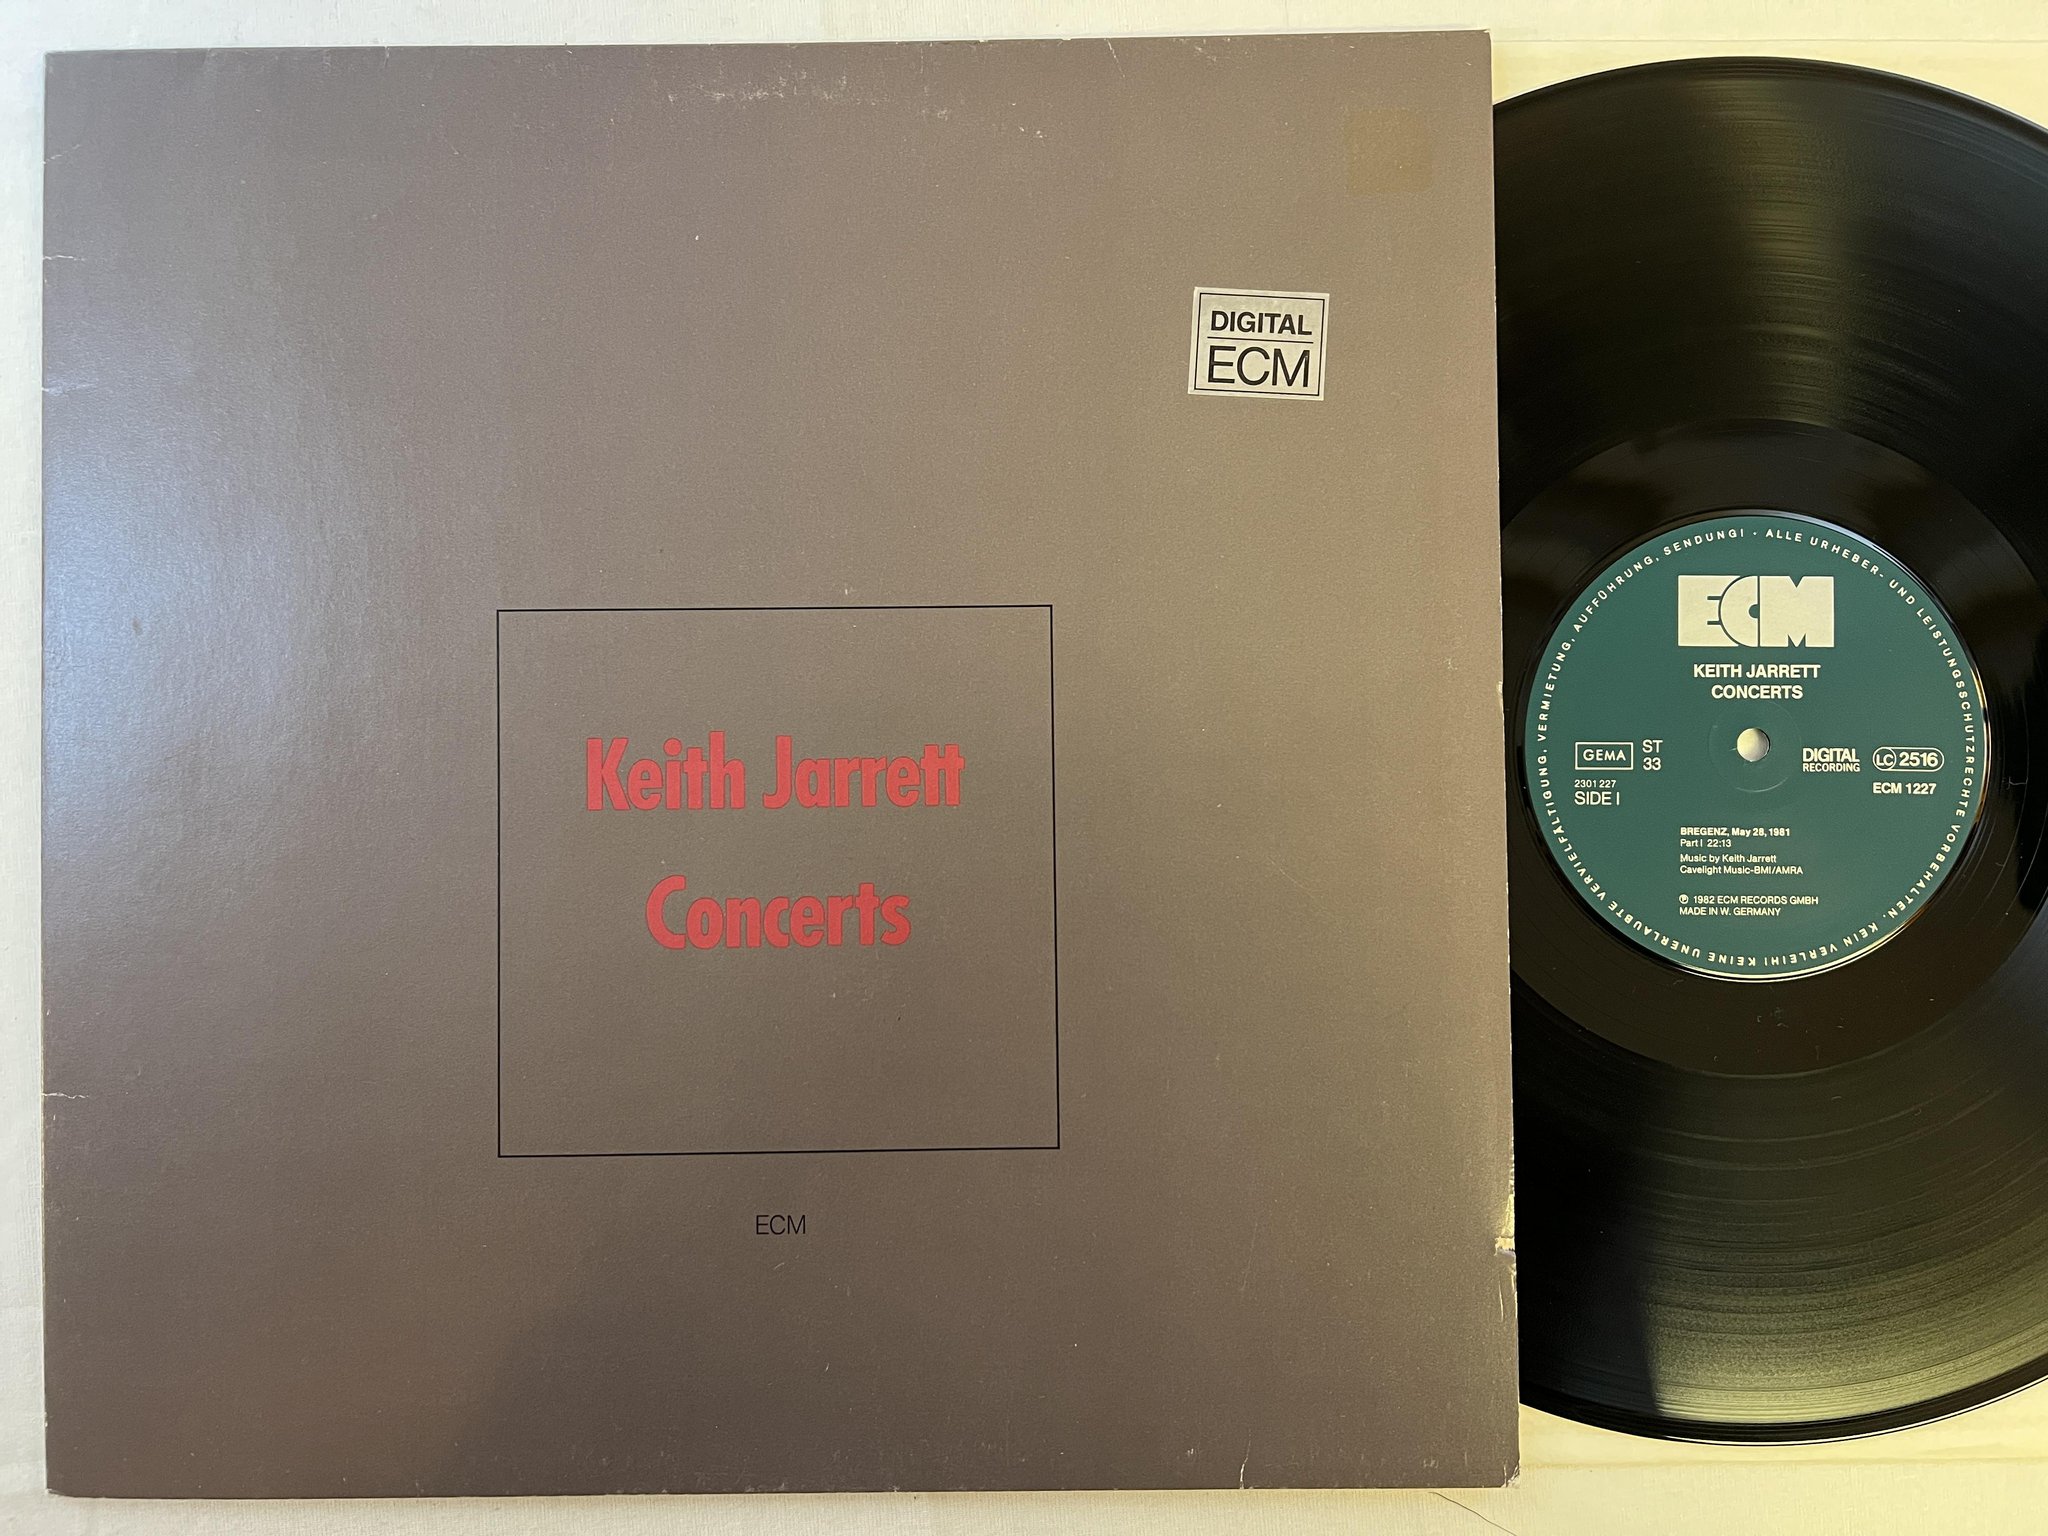 DIGITAL
ECM
Keith Jarrett
Concerts
ECM
ECM
KEITH JARRETT
CONCERTS
GEMA
ST
33
2301 227
SIDE I
DIGITAL
RECORDING
LC 2516
ECM 1227
BREGENZ, May 28, 1981
Part I 22:13
Music by Keith Jarrett
Cavelight Music-BMI/AMRA
℗ 1982 ECM RECORDS GMBH
MADE IN W. GERMANY
ALLE URHEBER- UND LEISTUNGSSCHUTZRECHTE VORBEHALTEN. KEIN VERLEIH! KEINE UNERLAUBTE VERVIELFÄLTIGUNG, VERMIETUNG, AUFFÜHRUNG, SENDUNG! •